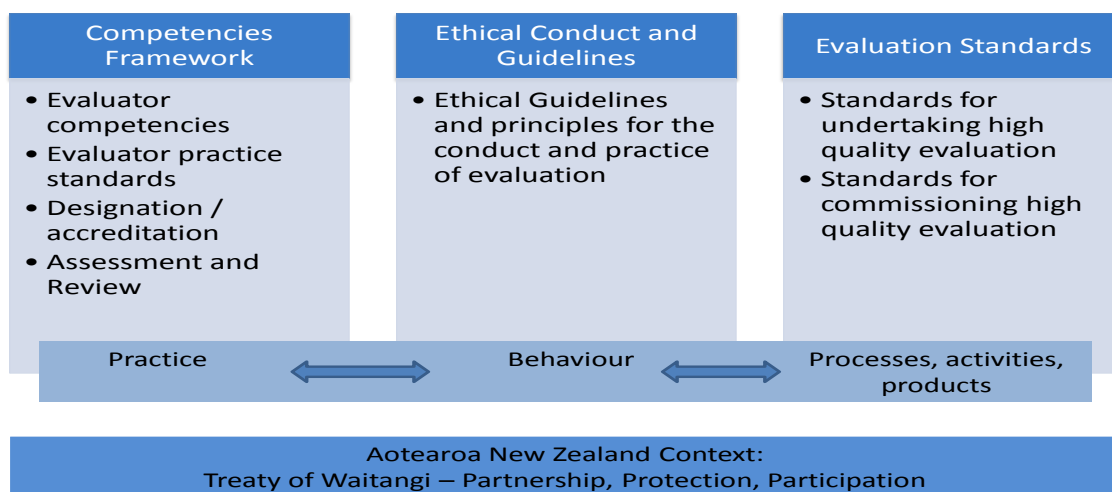 Competencies
Framework
• Evaluator
competencies
• Evaluator practice
standards
• Designation /
accreditation
• Assessment and
Review
Ethical Conduct and
Guidelines
• Ethical Guidelines
and principles for the
conduct and practice
of evaluation
Evaluation Standards
• Standards for
undertaking high
quality evaluation
• Standards for
commissioning high
quality evaluation
Practice
Behaviour
Processes, activities,
products
Aotearoa New Zealand Context:
Treaty of Waitangi – Partnership, Protection, Participation